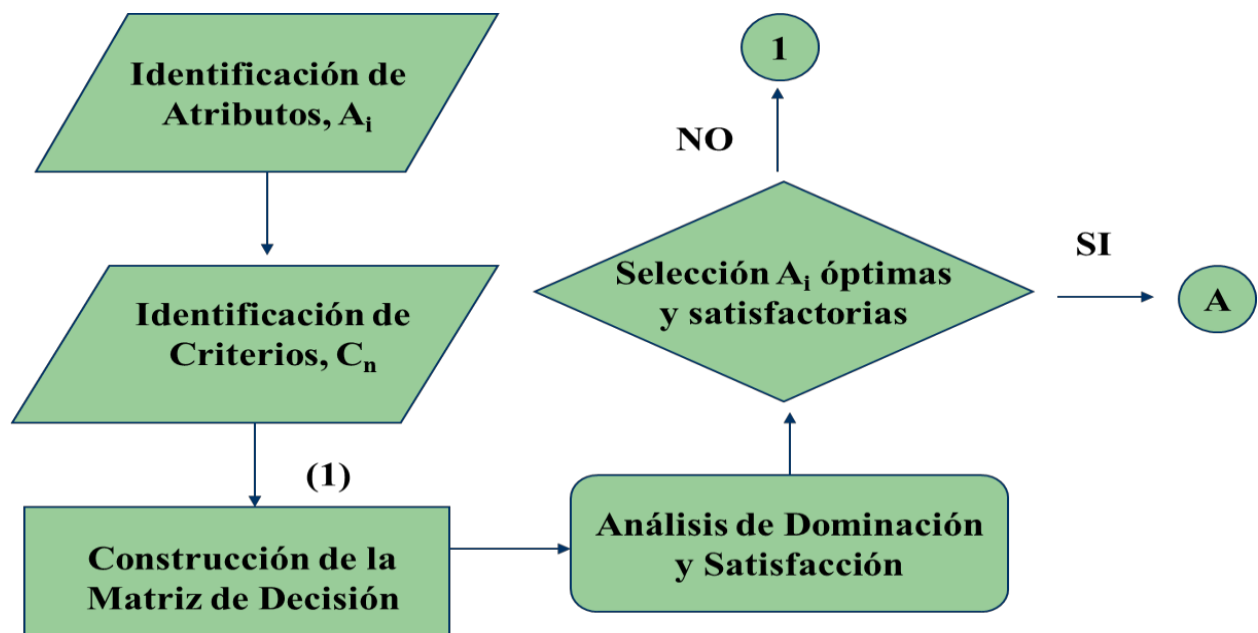 Identificación de
Atributos, Ai
Identificación de
Criterios, Cn
(1)
Construcción de la
Matriz de Decisión
Análisis de Dominación
y Satisfacción
Selección Ai óptimas
y satisfactorias
NO
1
SI
A